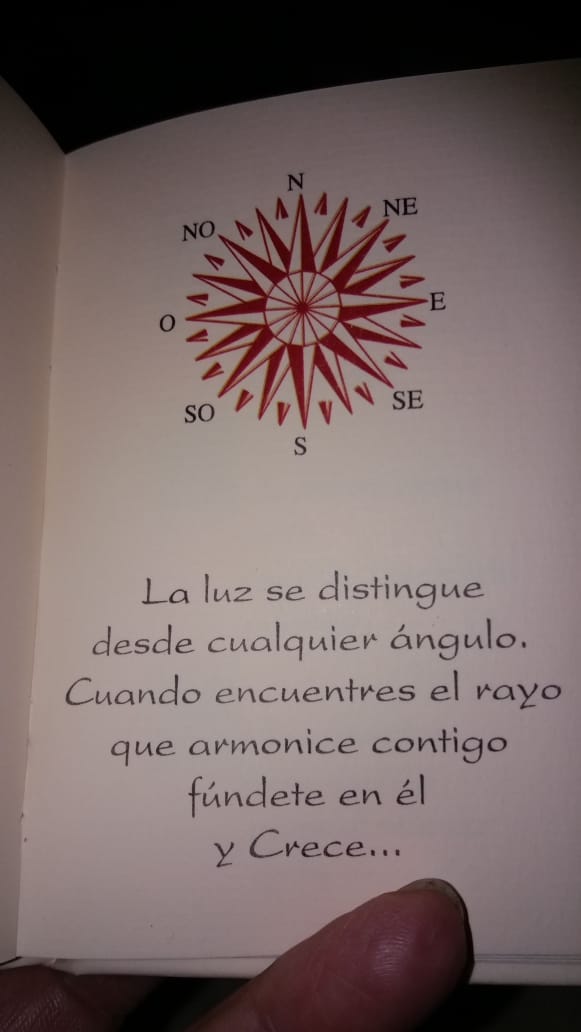 N
NO
NE
O
E
SO
SE
S
La luz se distingue
desde cualquier ángulo.
Cuando encuentres el rayo
que armonice contigo
fúndete en él
y Crece...